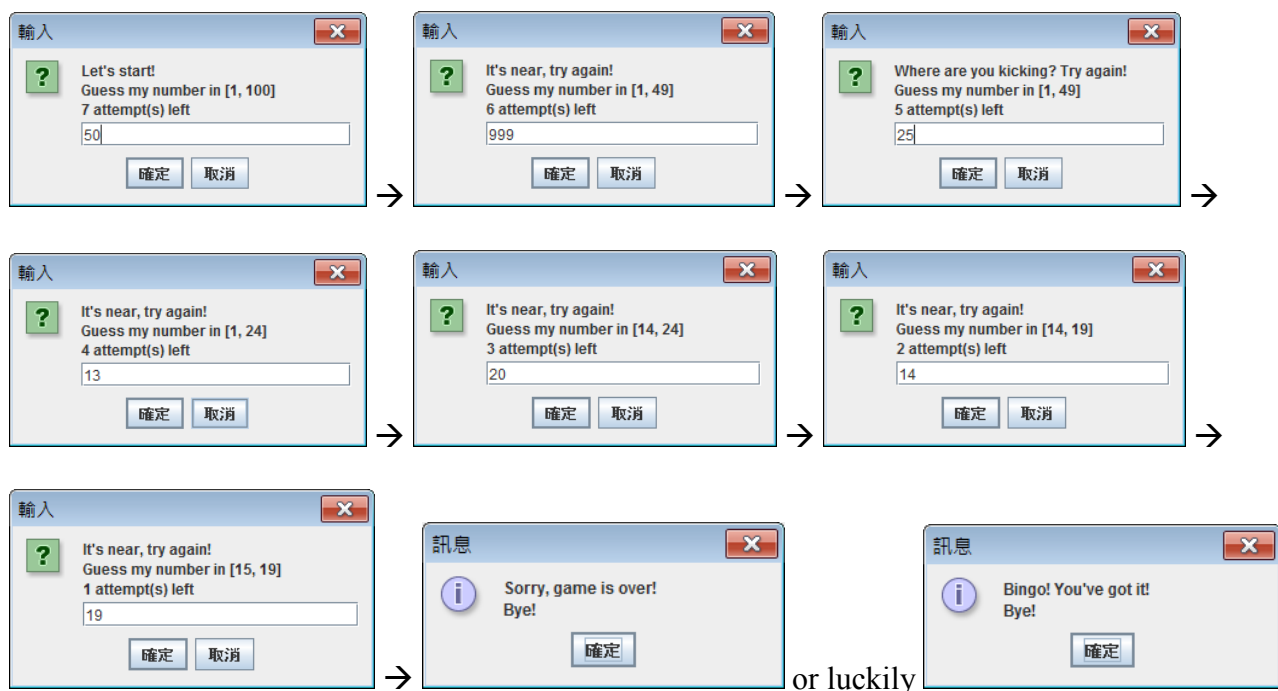 輸入
Let's start!
Guess my number in [1, 100]
7 attempt(s) left
50
確定 取消
→
輸入
It's near, try again!
Guess my number in [1, 49]
6 attempt(s) left
999
確定 取消
→
輸入
Where are you kicking? Try again!
Guess my number in [1, 49]
5 attempt(s) left
25
確定 取消
→
輸入
It's near, try again!
Guess my number in [1, 24]
4 attempt(s) left
13
確定 取消
→
輸入
It's near, try again!
Guess my number in [14, 24]
3 attempt(s) left
20
確定 取消
→
輸入
It's near, try again!
Guess my number in [14, 19]
2 attempt(s) left
14
確定 取消
→
輸入
It's near, try again!
Guess my number in [15, 19]
1 attempt(s) left
19
確定 取消
→
訊息
Sorry, game is over!
Bye!
確定
or luckily
訊息
Bingo! You've got it!
Bye!
確定